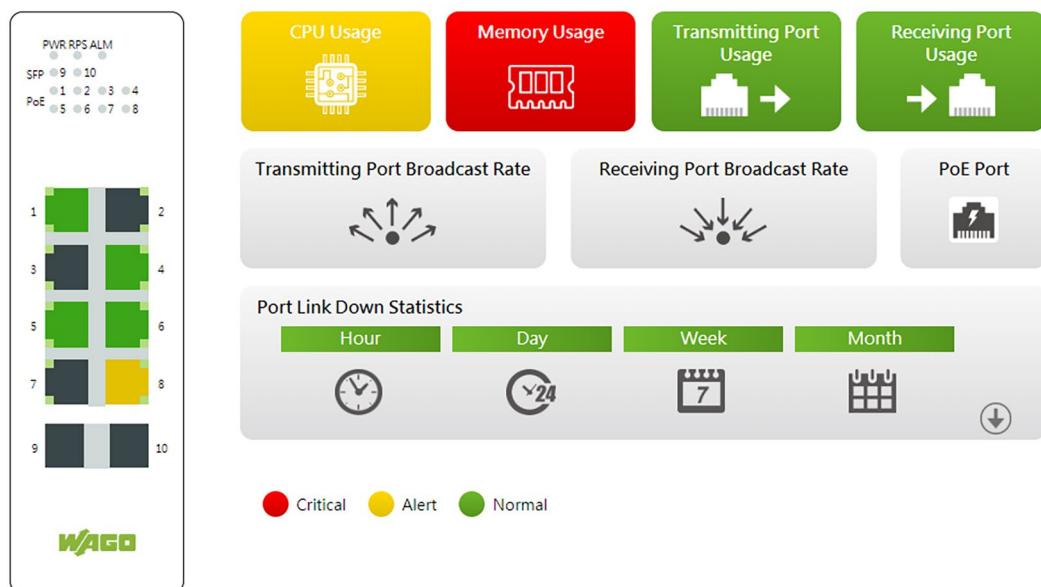 PWR RPS ALM
SFP 9 10
1 2 3 4
PoE
5 6 7 8
1 2
3 4
5 6
7 8
9 10
WAGO
CPU Usage
Memory Usage
Transmitting Port
Usage
Receiving Port
Usage
Transmitting Port Broadcast Rate
Receiving Port Broadcast Rate
PoE Port
Port Link Down Statistics
Hour
Day
Week
Month
24
7
Critical
Alert
Normal